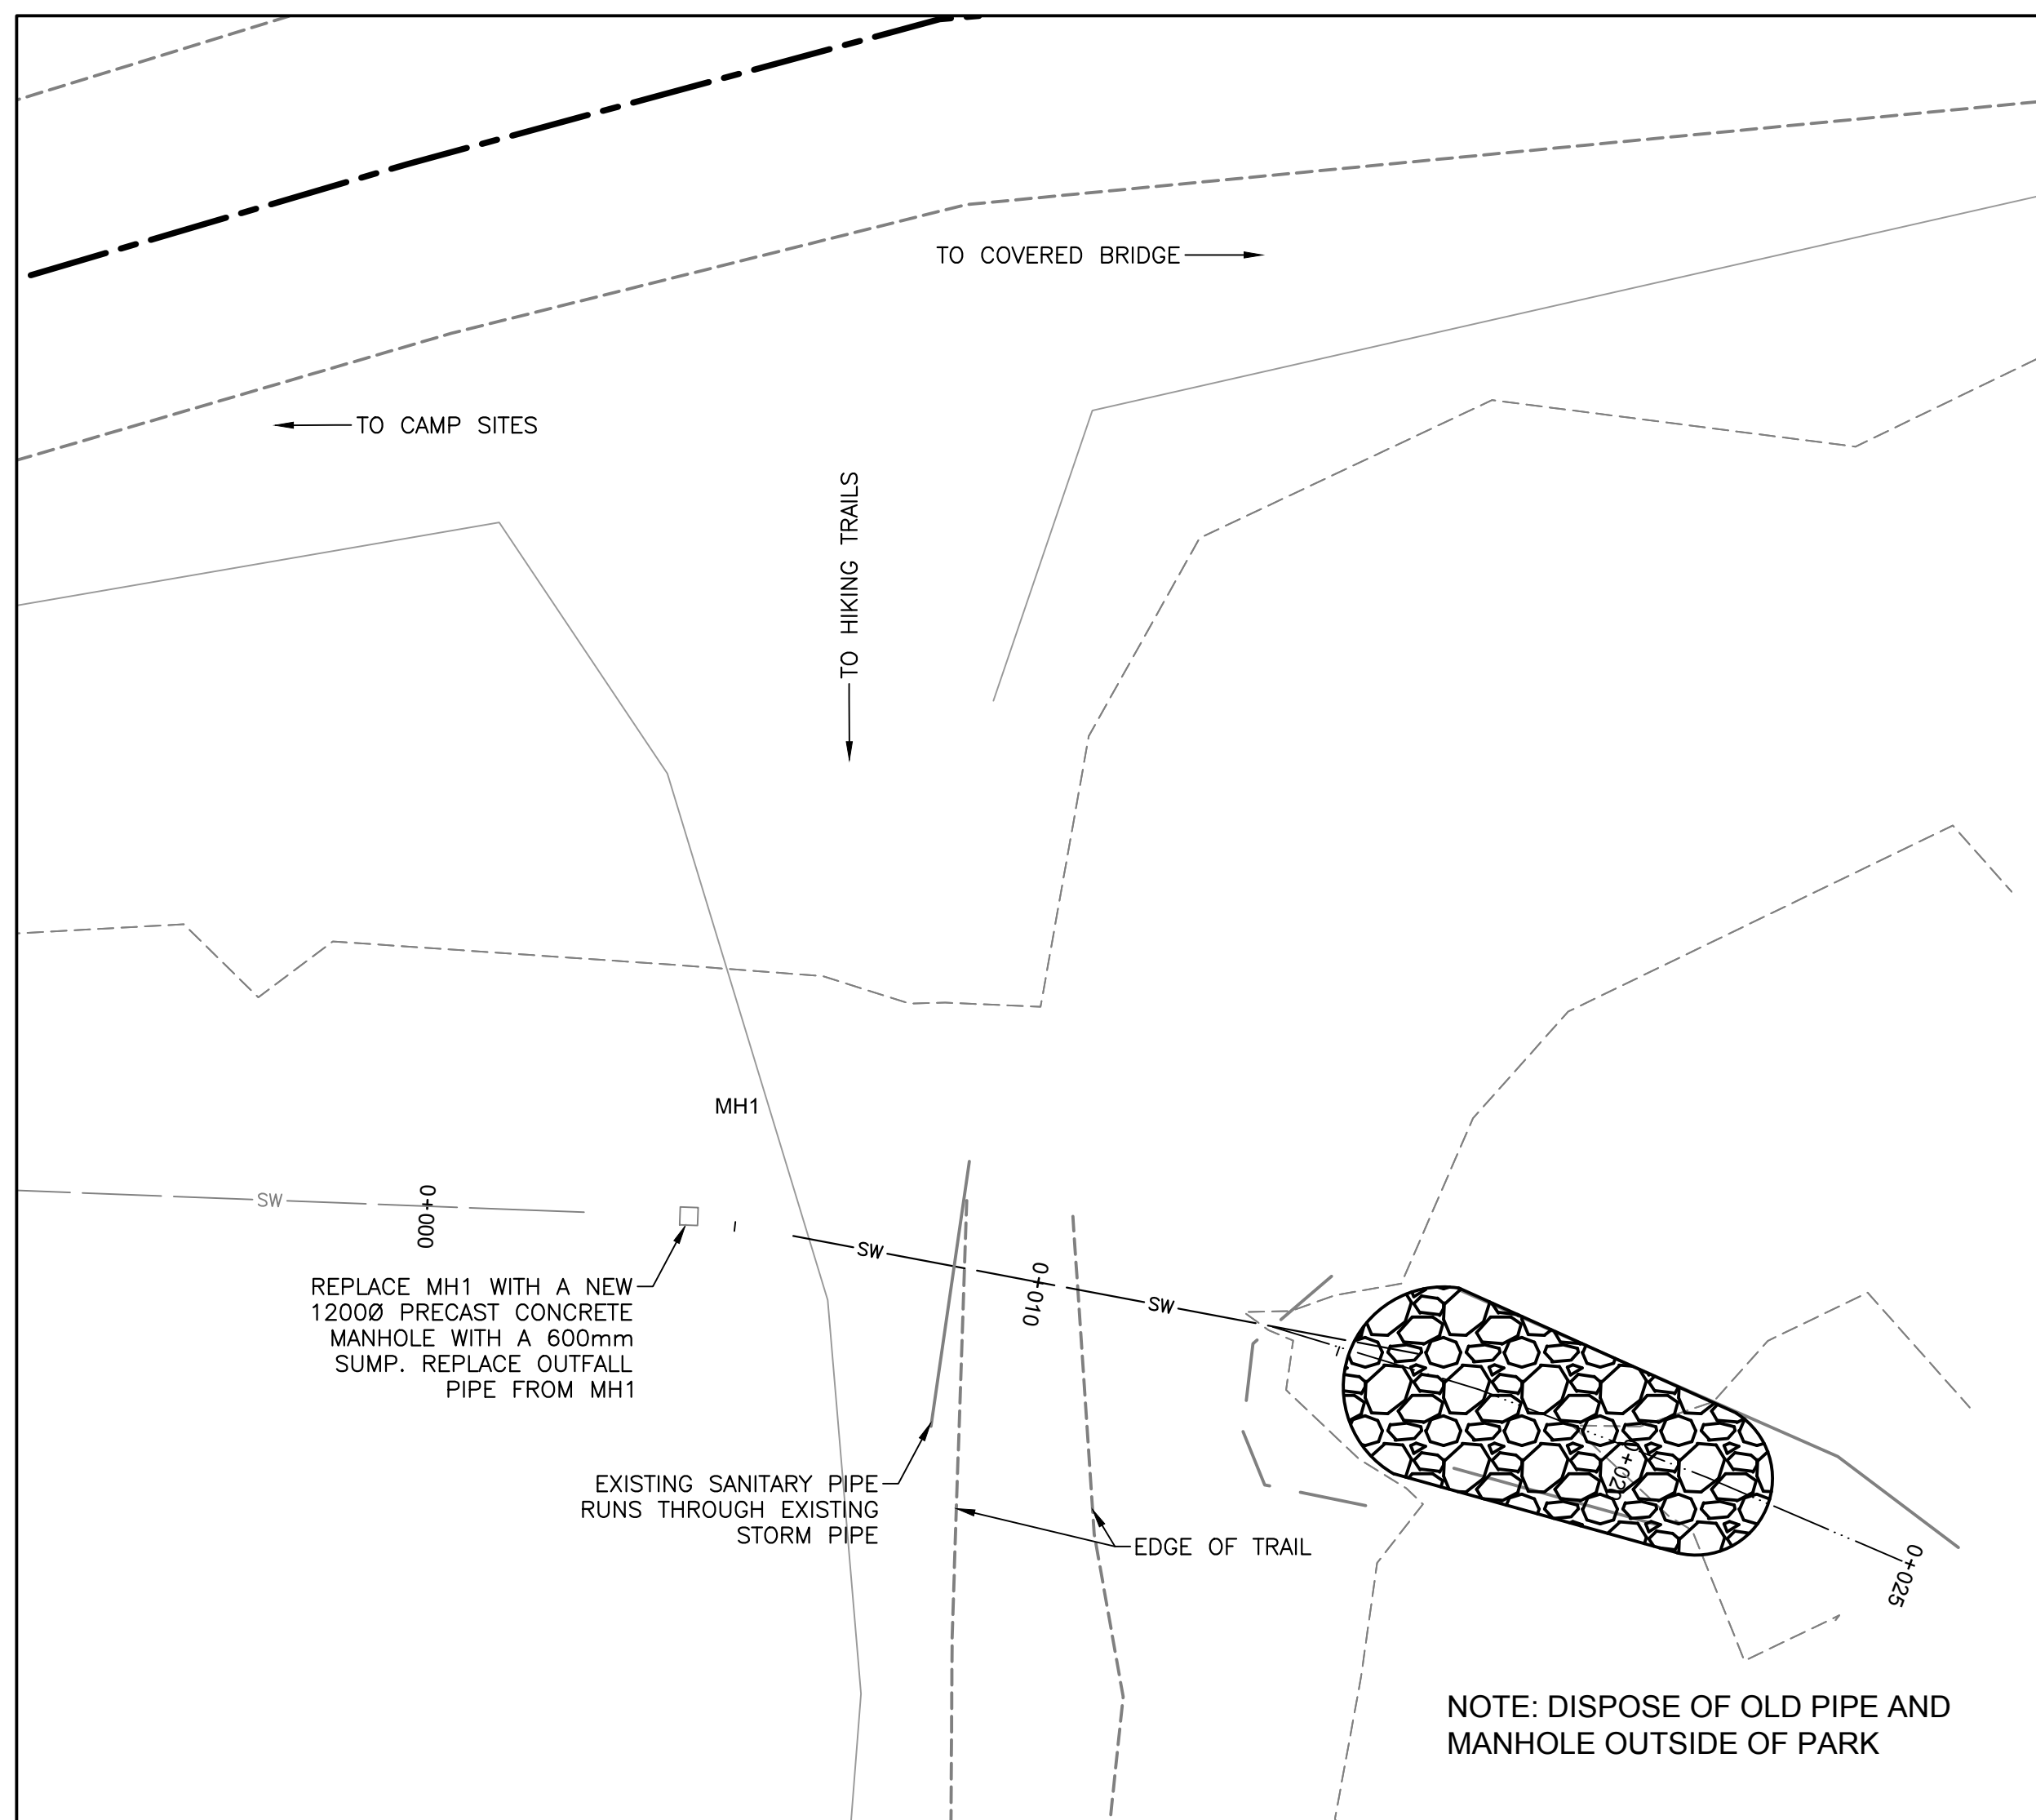 TO COVERED BRIDGE
TO CAMP SITES
TO HIKING TRAILS
MH1
SW
0+000
SW
0+010
SW
REPLACE MH1 WITH A NEW
1200Ø PRECAST CONCRETE
MANHOLE WITH A 600mm
SUMP. REPLACE OUTFALL
PIPE FROM MH1
EXISTING SANITARY PIPE
RUNS THROUGH EXISTING
STORM PIPE
EDGE OF TRAIL
0+020
0+025
NOTE: DISPOSE OF OLD PIPE AND
MANHOLE OUTSIDE OF PARK